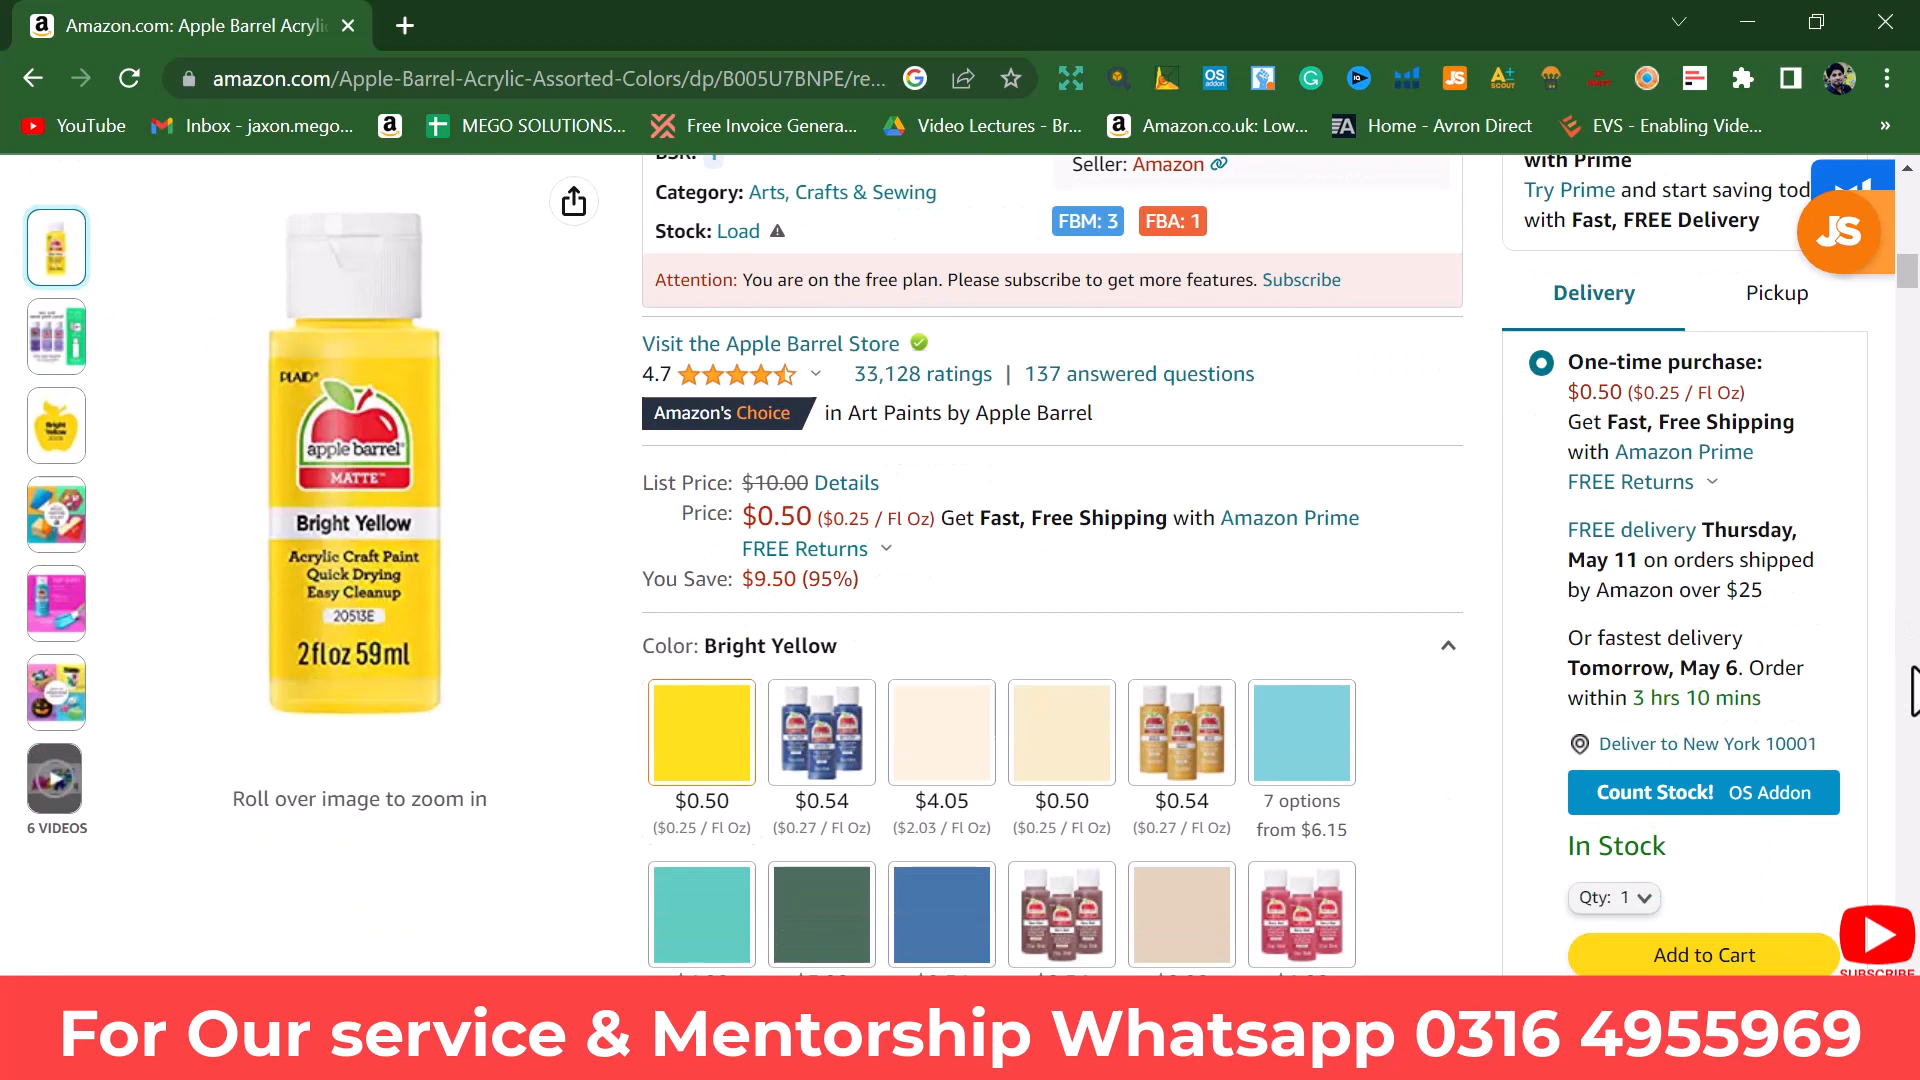 Amazon.com: Apple Barrel Acryli
amazon.com/Apple-Barrel-Acrylic-Assorted-Colors/dp/B005U7BNPE/re...
YouTube
Inbox - jaxon.mego...
MEGO SOLUTIONS...
Free Invoice Genera...
Video Lectures - Br...
Amazon.co.uk: Low...
Home - Avron Direct
EVS - Enabling Vide...
BSR: 1
Category: Arts, Crafts & Sewing
Stock: Load
Seller: Amazon
FBM: 3 FBA: 1
Attention: You are on the free plan. Please subscribe to get more features. Subscribe
Visit the Apple Barrel Store
4.7 33,128 ratings | 137 answered questions
Amazon's Choice in Art Paints by Apple Barrel
List Price: $10.00 Details
Price: $0.50 ($0.25 / Fl Oz) Get Fast, Free Shipping with Amazon Prime
FREE Returns
You Save: $9.50 (95%)
Color: Bright Yellow
$0.50 $0.54 $4.05 $0.50 $0.54 7 options
($0.25 / Fl Oz) ($0.27 / Fl Oz) ($2.03 / Fl Oz) ($0.25 / Fl Oz) ($0.27 / Fl Oz) from $6.15
PLAID
apple barrel
MATTE
Bright Yellow
Acrylic Craft Paint
Quick Drying
Easy Cleanup
20513E
2fl oz 59ml
Roll over image to zoom in
6 VIDEOS
with Prime
Try Prime and start saving tod
with Fast, FREE Delivery
JS
Delivery Pickup
One-time purchase:
$0.50 ($0.25 / Fl Oz)
Get Fast, Free Shipping
with Amazon Prime
FREE Returns
FREE delivery Thursday,
May 11 on orders shipped
by Amazon over $25
Or fastest delivery
Tomorrow, May 6. Order
within 3 hrs 10 mins
Deliver to New York 10001
Count Stock! OS Addon
In Stock
Qty: 1
Add to Cart
SUBSCRIBE
For Our service & Mentorship Whatsapp 0316 4955969